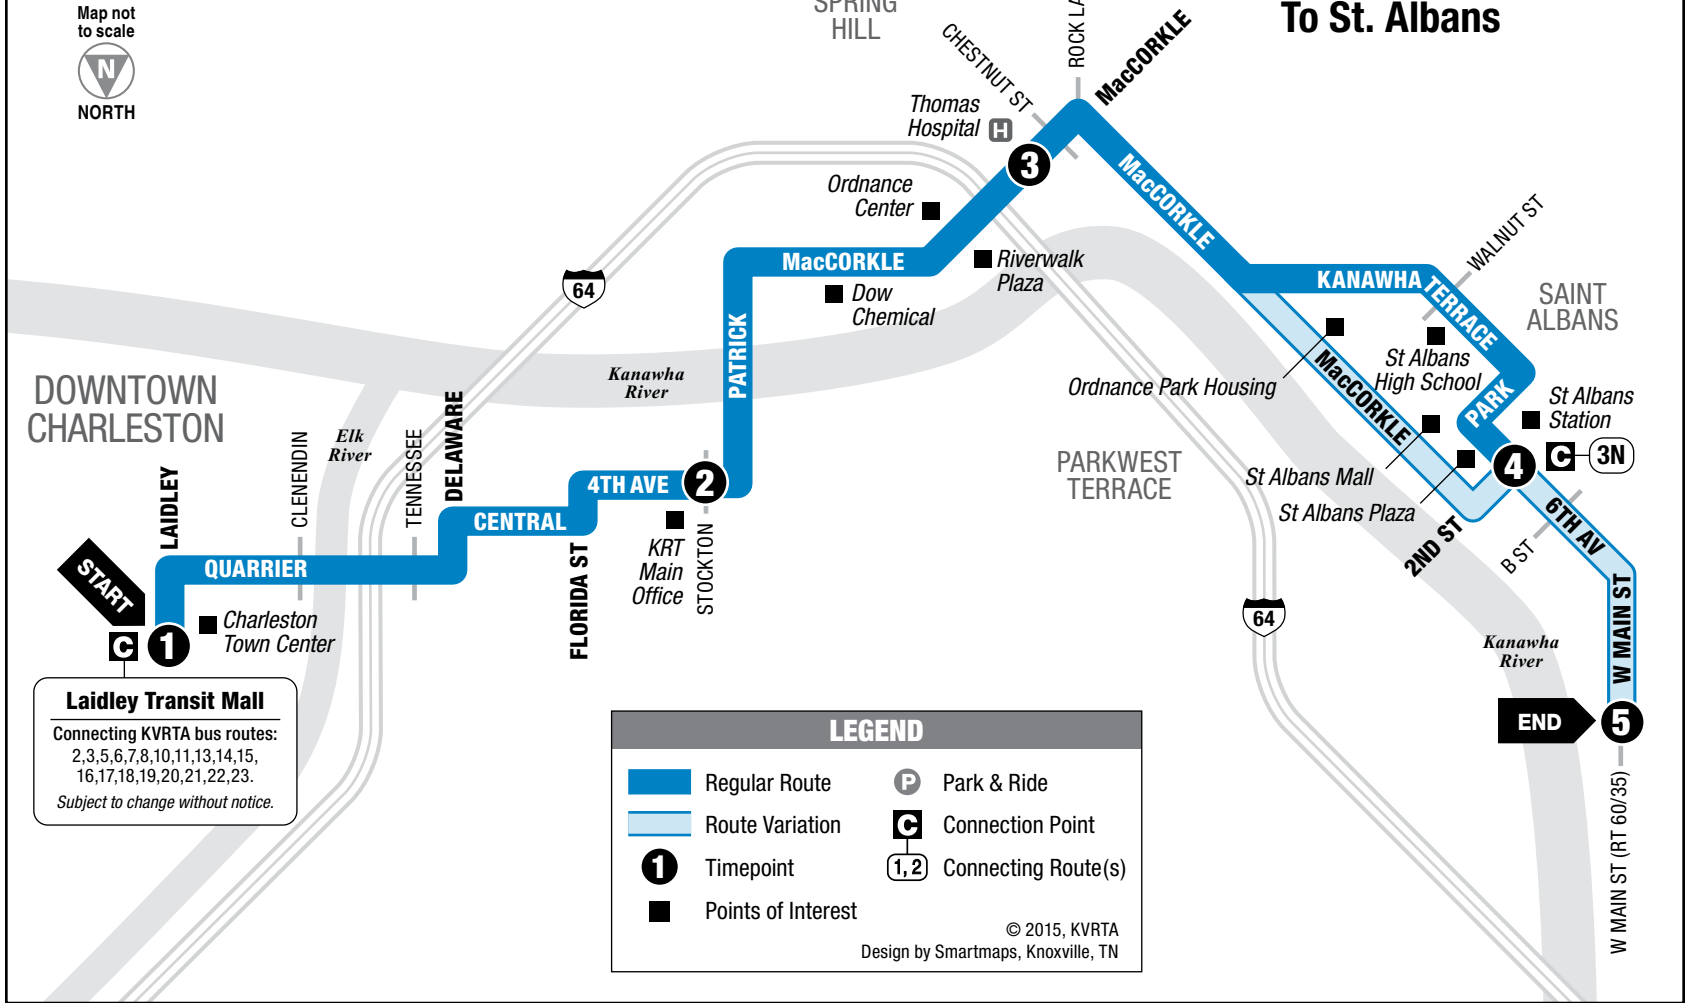 Map not
to scale
N
NORTH
SPRING
HILL
To St. Albans
CHESTNUT ST
MacCORKLE
Thomas
Hospital H
3
MacCORKLE
Ordnance
Center
WALNUT ST
MacCORKLE
Riverwalk
Plaza
Dow
Chemical
64
KANAWHA
TERRACE
SAINT
ALBANS
PATRICK
Kanawha
River
St Albans
High School
Ordnance Park Housing
MacCORKLE
PARK
St Albans
Station
DOWNTOWN
CHARLESTON
Elk
River
CLENDENIN
TENNESSEE
DELAWARE
LAIDLEY
4TH AVE
2
PARKWEST
TERRACE
St Albans Mall
St Albans Plaza
4
C
3N
CENTRAL
FLORIDA ST
KRT
Main
Office
STOCKTON
2ND ST
B ST
6TH AV
QUARRIER
START
C
1
Charleston
Town Center
64
Kanawha
River
W MAIN ST
END
5
W MAIN ST (RT 60/35)
Laidley Transit Mall
Connecting KVRTA bus routes:
2,3,5,6,7,8,10,11,13,14,15,
16,17,18,19,20,21,22,23.
Subject to change without notice.
LEGEND
Regular Route
P Park & Ride
Route Variation
C Connection Point
1 Timepoint
1, 2 Connecting Route(s)
Points of Interest
© 2015, KVRTA
Design by Smartmaps, Knoxville, TN